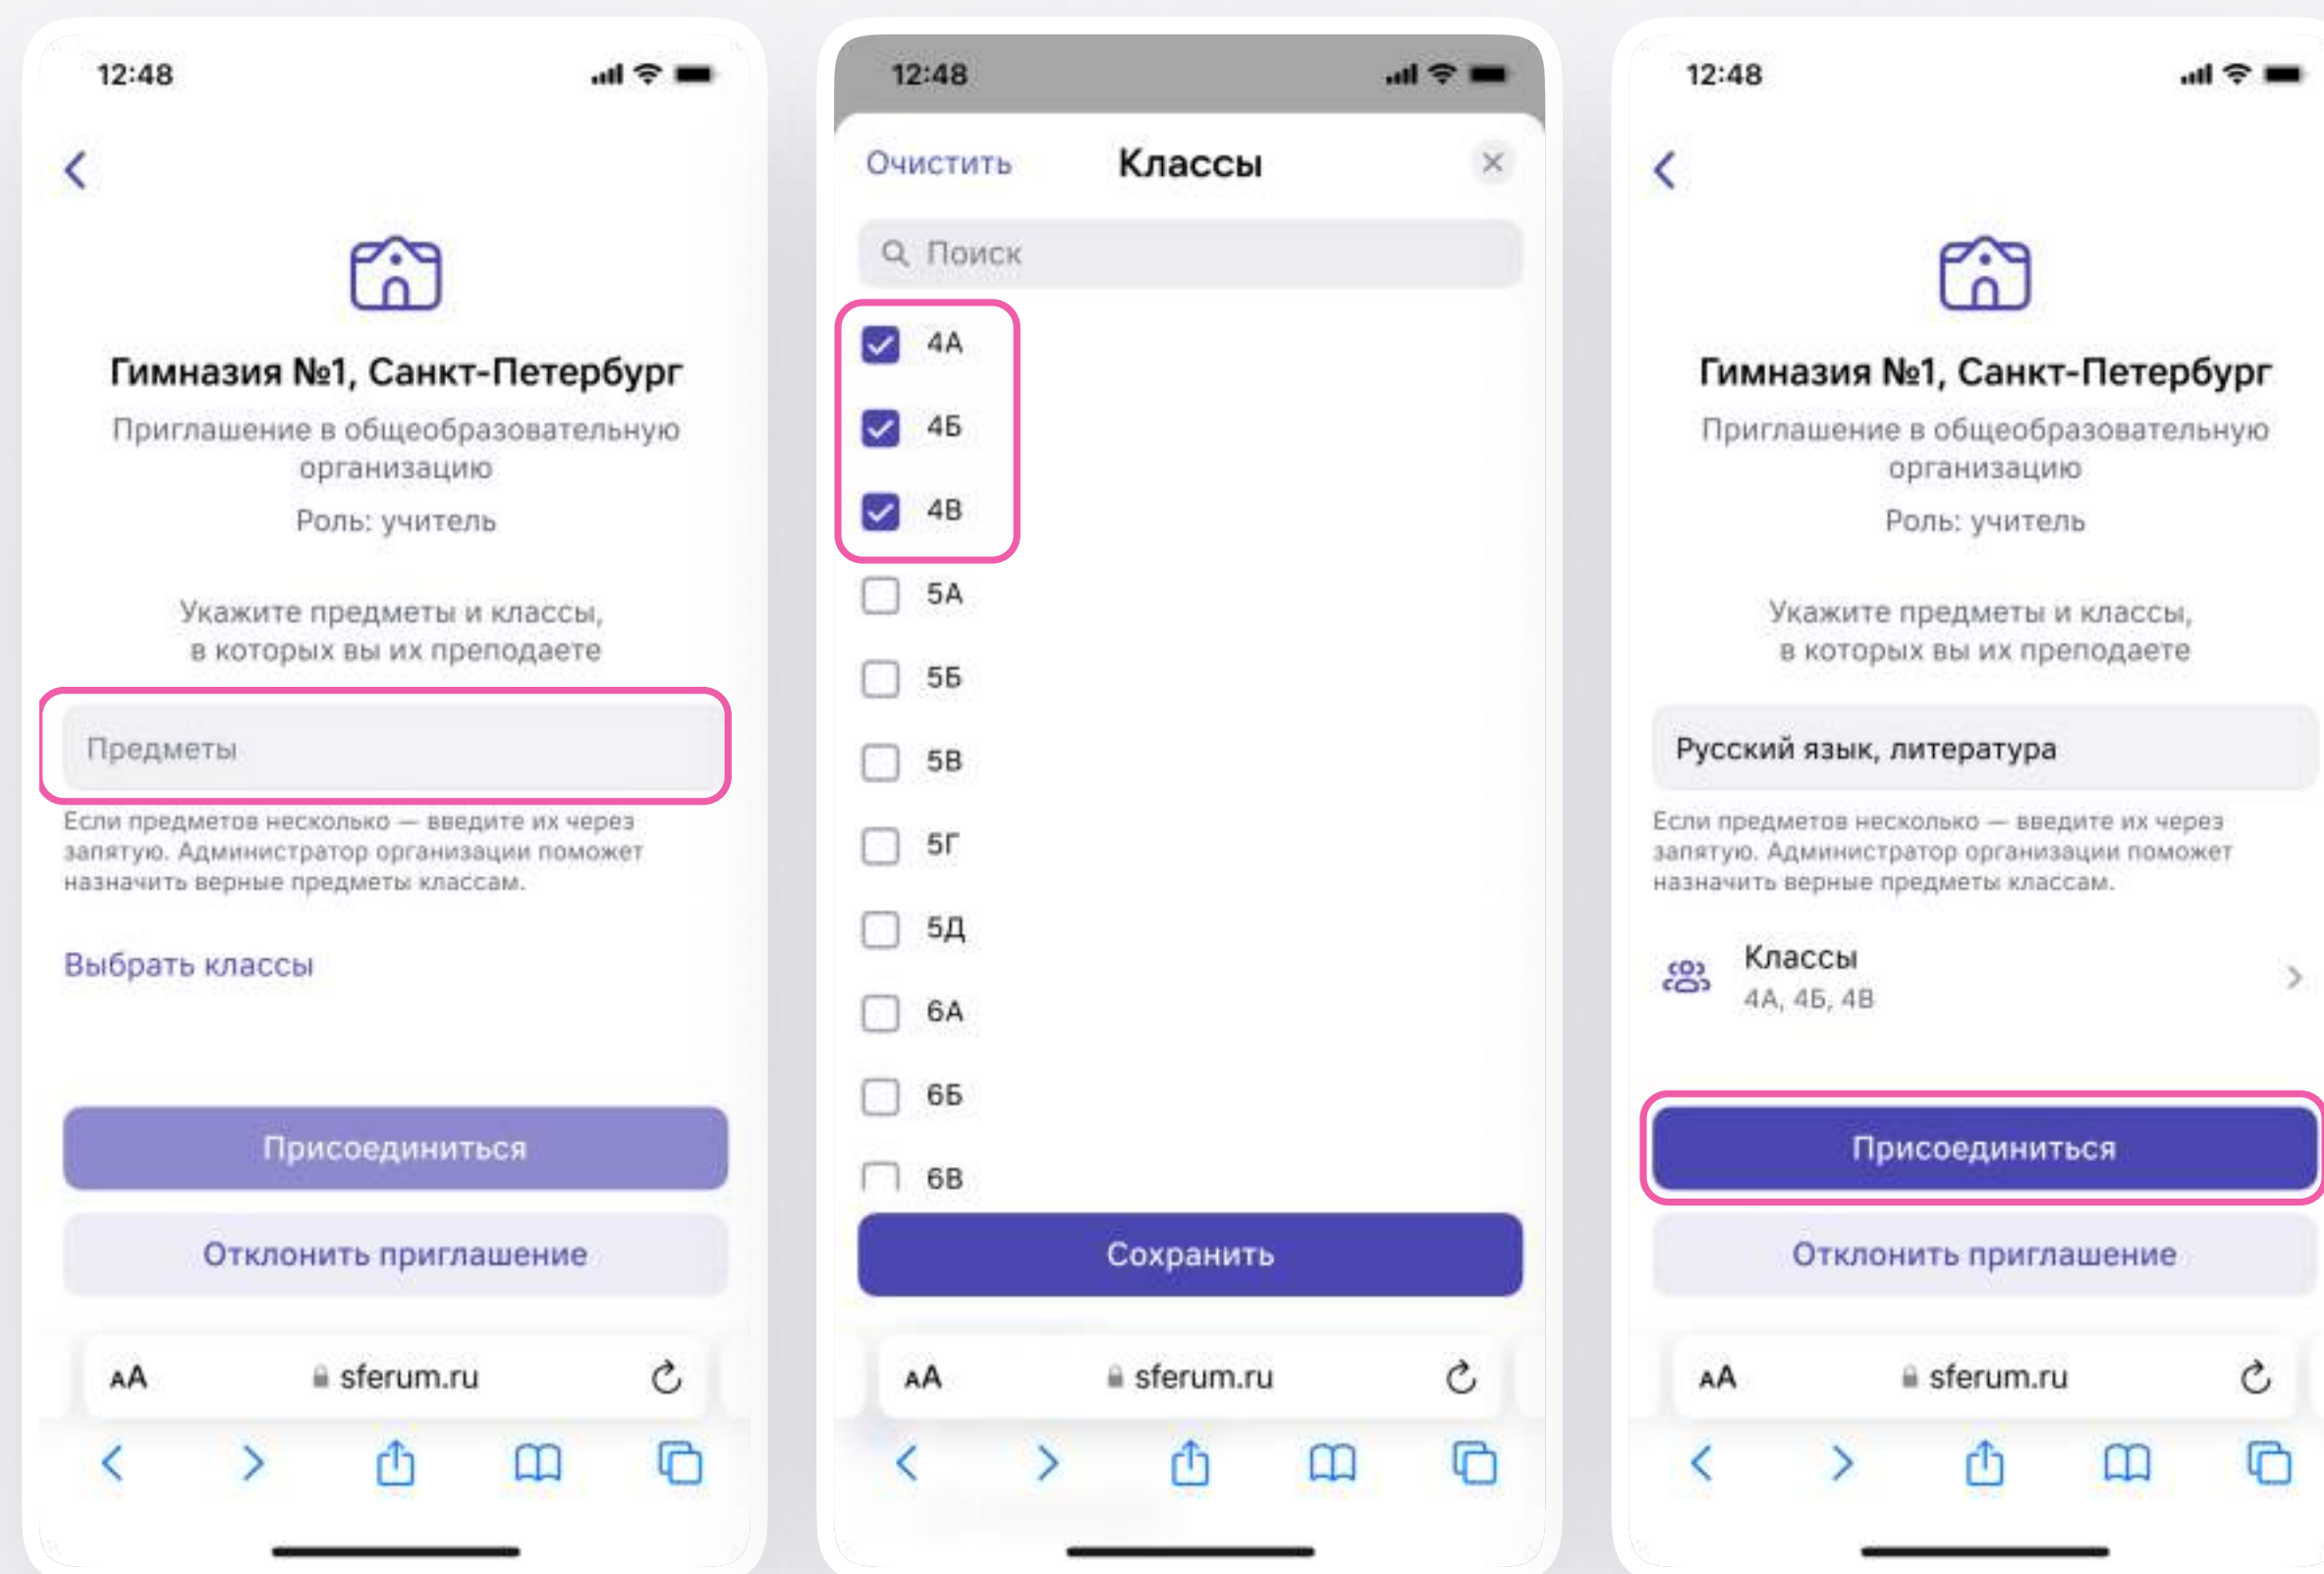 12:48
Гимназия №1, Санкт-Петербург
Приглашение в общеобразовательную
организацию
Роль: учитель
Укажите предметы и классы,
в которых вы их преподаете
Предметы
Если предметов несколько — введите их через
запятую. Администратор организации поможет
назначить верные предметы классам.
Выбрать классы
Присоединиться
Отклонить приглашение
AA sferum.ru
12:48
Очистить Классы
Поиск
4А
4Б
4В
5А
5Б
5В
5Г
5Д
6А
6Б
6В
Сохранить
AA sferum.ru
12:48
Гимназия №1, Санкт-Петербург
Приглашение в общеобразовательную
организацию
Роль: учитель
Укажите предметы и классы,
в которых вы их преподаете
Русский язык, литература
Если предметов несколько — введите их через
запятую. Администратор организации поможет
назначить верные предметы классам.
Классы
4А, 4Б, 4В
Присоединиться
Отклонить приглашение
AA sferum.ru